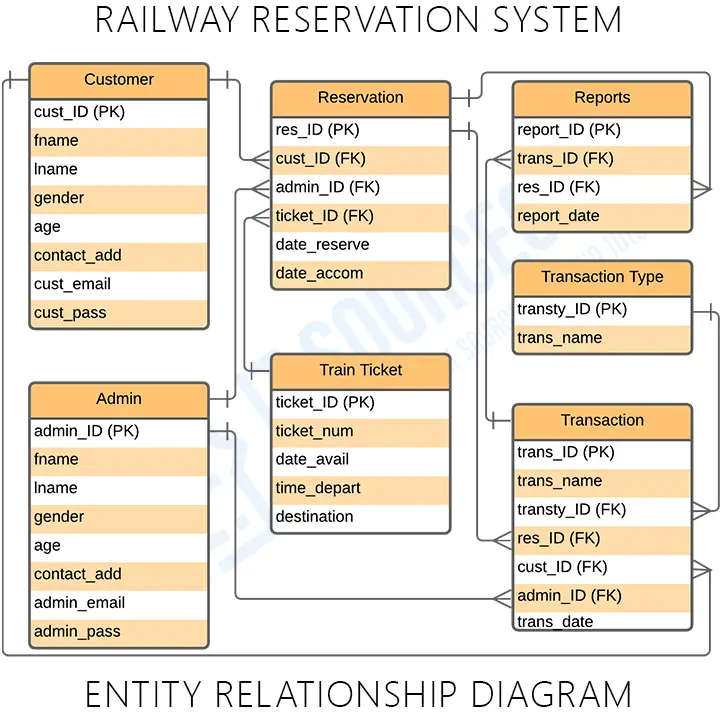 RAILWAY RESERVATION SYSTEM
Customer
cust_ID (PK)
fname
lname
gender
age
contact_add
cust_email
cust_pass
Reservation
res_ID (PK)
cust_ID (FK)
admin_ID (FK)
ticket_ID (FK)
date_reserve
date_accom
Reports
report_ID (PK)
trans_ID (FK)
res_ID (FK)
report_date
Transaction Type
transty_ID (PK)
trans_name
Admin
admin_ID (PK)
fname
lname
gender
age
contact_add
admin_email
admin_pass
Train Ticket
ticket_ID (PK)
ticket_num
date_avail
time_depart
destination
Transaction
trans_ID (PK)
trans_name
transty_ID (FK)
res_ID (FK)
cust_ID (FK)
admin_ID (FK)
trans_date
ENTITY RELATIONSHIP DIAGRAM